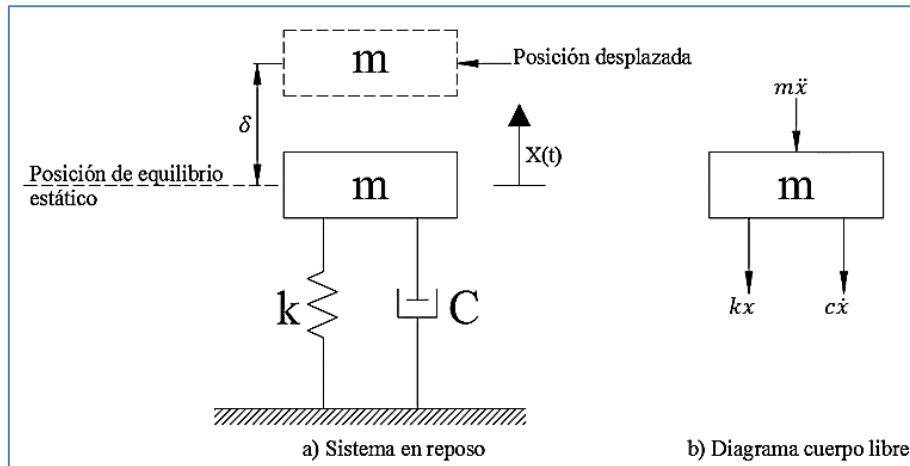 m
Posición desplazada
δ
X(t)
Posición de equilibrio
estático
m
k
C
a) Sistema en reposo
mẍ
m
kx
cẋ
b) Diagrama cuerpo libre